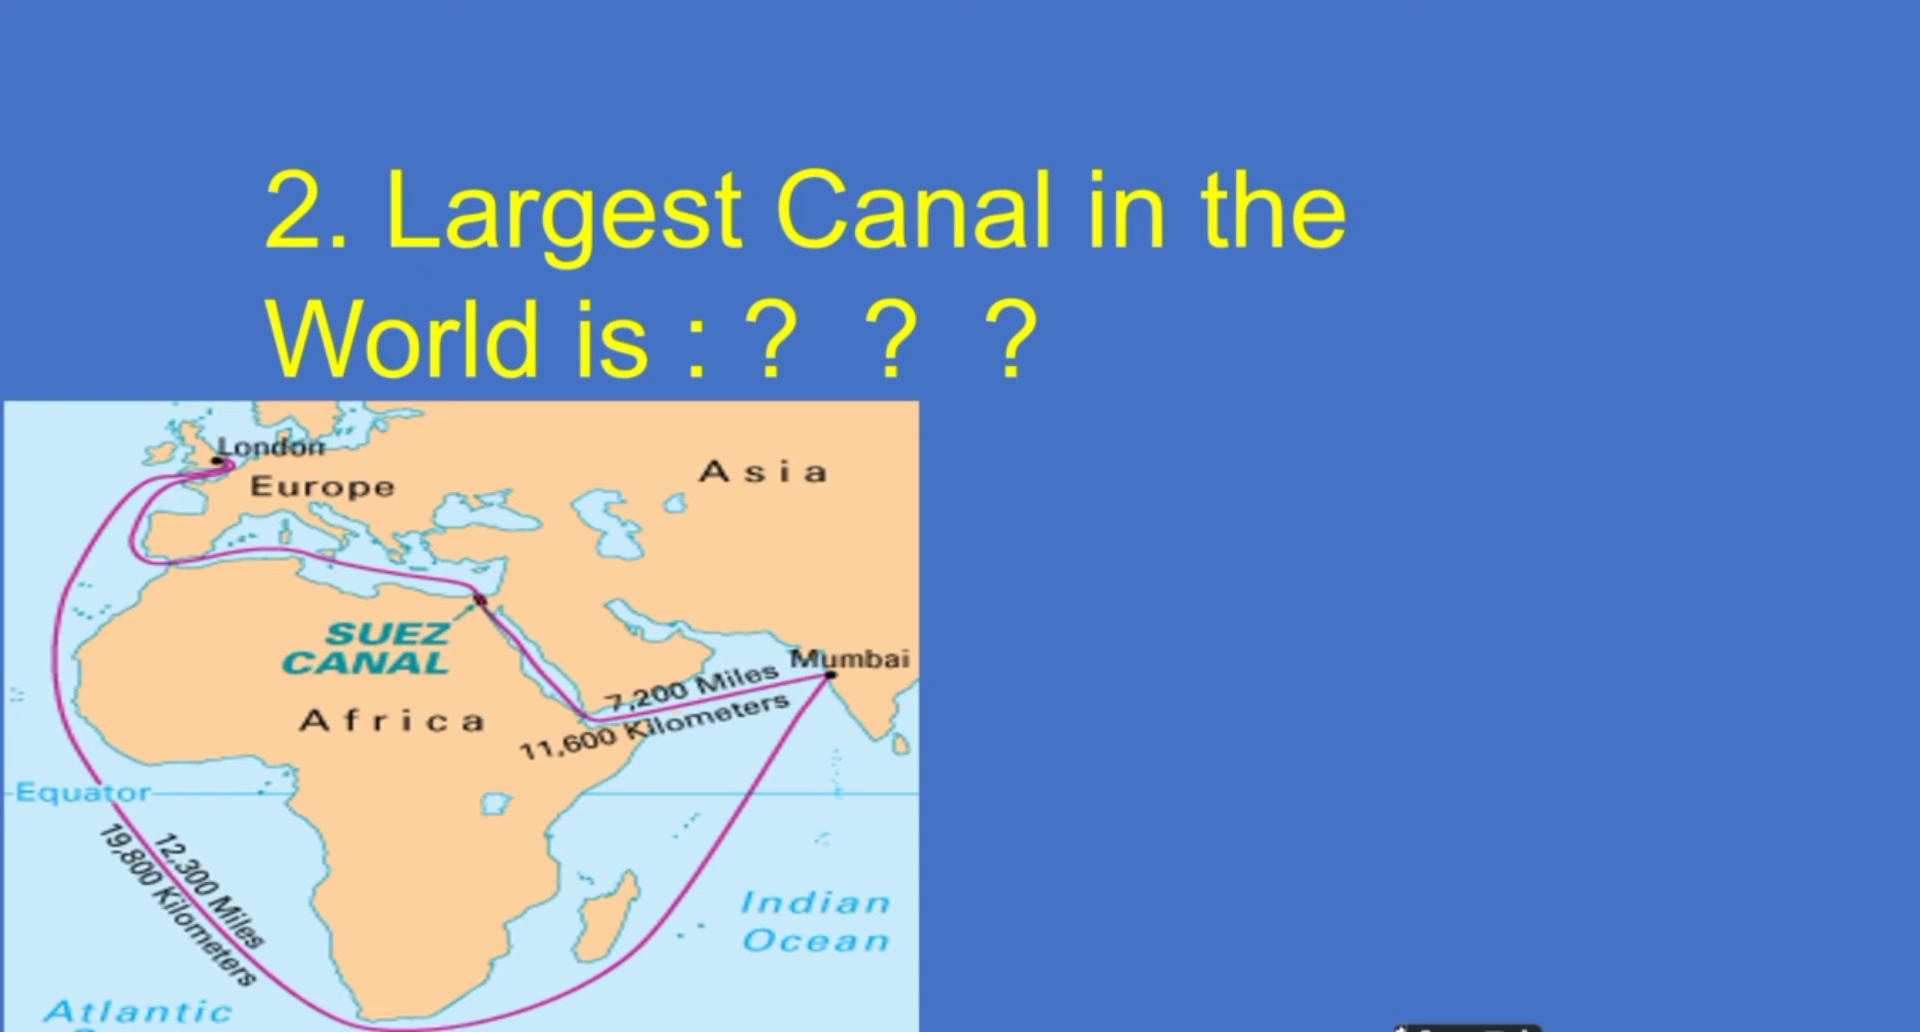 2. Largest Canal in the
World is : ? ? ?
London
Europe
Asia
SUEZ
CANAL
Mumbai
7,200 Miles
11,600 Kilometers
Africa
Equator
12,300 Miles
19,800 Kilometers
Indian
Ocean
Atlantic